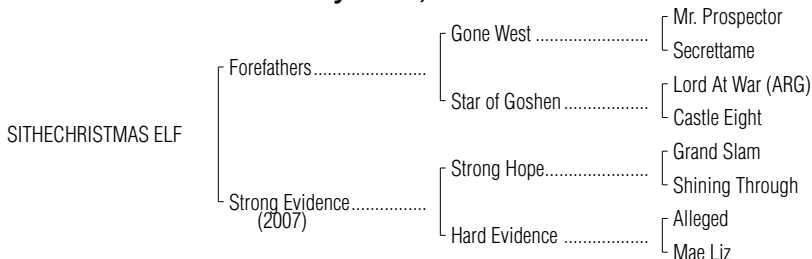 Mr. Prospector
Gone West
Secrettame
Forefathers
Lord At War (ARG)
Star of Goshen
Castle Eight
SITHECHRISTMAS ELF
Grand Slam
Strong Hope
Shining Through
Strong Evidence
(2007)
Alleged
Hard Evidence
Mae Liz